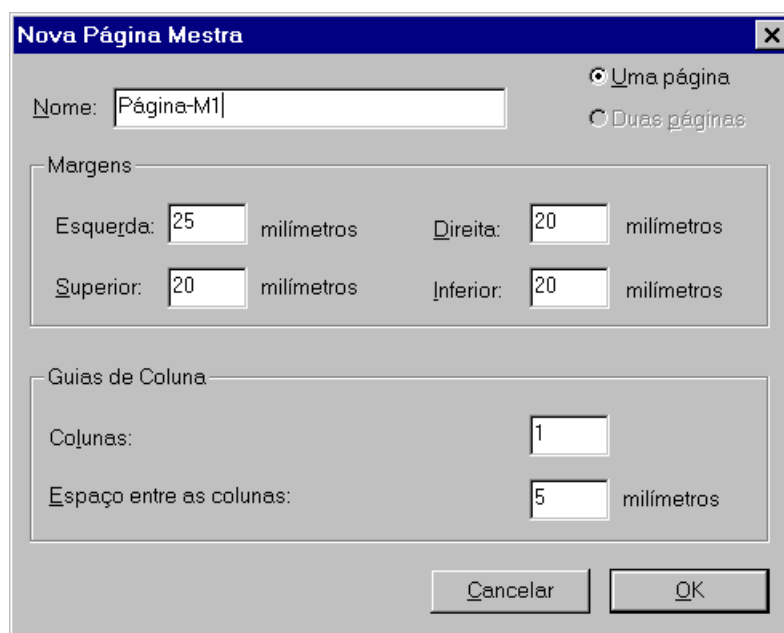 Nova Página Mestra
Uma página
Nome: Página-M1
Duas páginas
Margens
Esquerda: 25 milímetros Direita: 20 milímetros
Superior: 20 milímetros Inferior: 20 milímetros
Guias de Coluna
Colunas: 1
Espaço entre as colunas: 5 milímetros
Cancelar OK